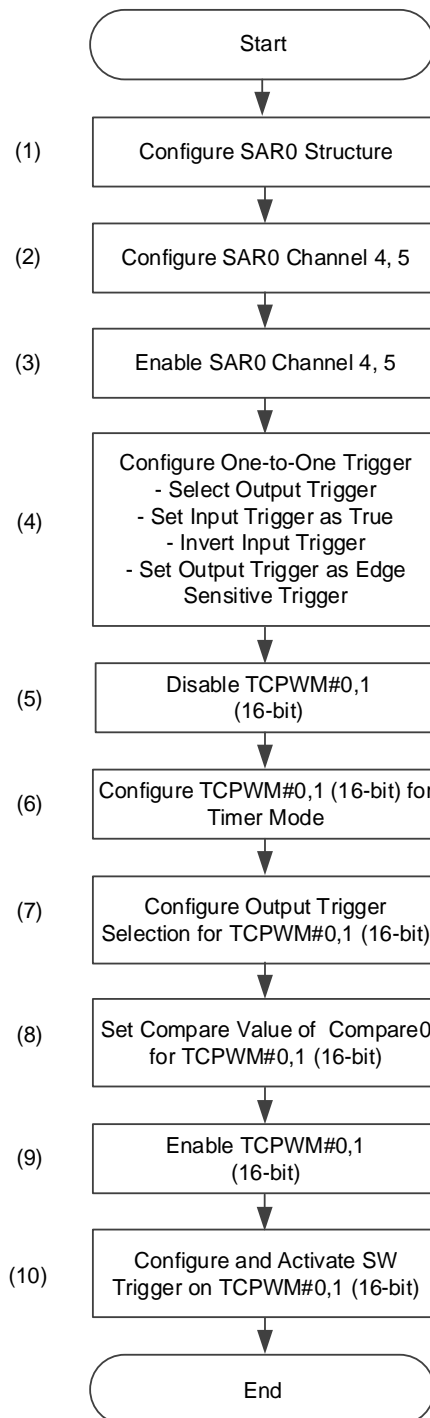 Start
(1)
Configure SAR0 Structure
(2)
Configure SAR0 Channel 4, 5
(3)
Enable SAR0 Channel 4, 5
(4)
Configure One-to-One Trigger
- Select Output Trigger
- Set Input Trigger as True
- Invert Input Trigger
- Set Output Trigger as Edge
Sensitive Trigger
(5)
Disable TCPWM#0,1
(16-bit)
(6)
Configure TCPWM#0,1 (16-bit) for
Timer Mode
(7)
Configure Output Trigger
Selection for TCPWM#0,1 (16-bit)
(8)
Set Compare Value of Compare0
for TCPWM#0,1 (16-bit)
(9)
Enable TCPWM#0,1
(16-bit)
(10)
Configure and Activate SW
Trigger on TCPWM#0,1 (16-bit)
End